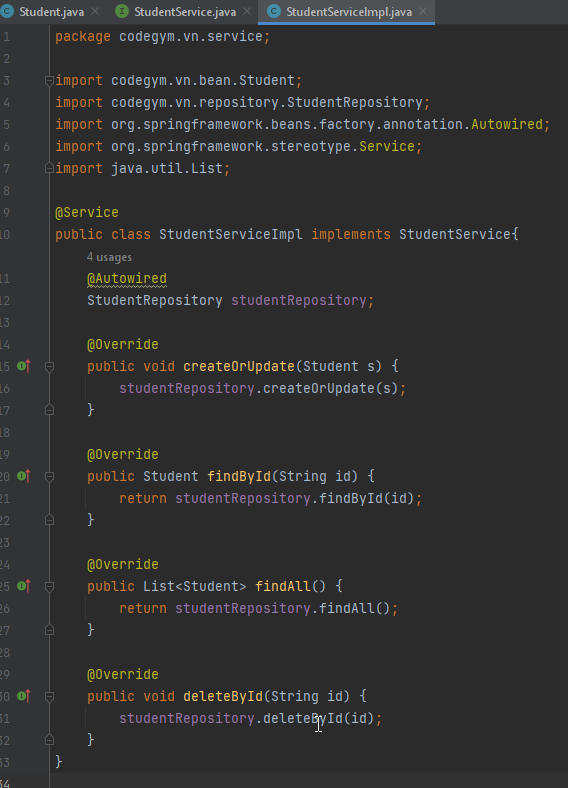 Student.java StudentService.java StudentServiceImpl.java
1 package codegym.vn.service;
2
3 import codegym.vn.bean.Student;
4 import codegym.vn.repository.StudentRepository;
5 import org.springframework.beans.factory.annotation.Autowired;
6 import org.springframework.stereotype.Service;
7 import java.util.List;
8
9 @Service
10 public class StudentServiceImpl implements StudentService{
4 usages
11 @Autowired
12 StudentRepository studentRepository;
13
14 @Override
15 public void createOrUpdate(Student s) {
16 studentRepository.createOrUpdate(s);
17 }
18
19 @Override
20 public Student findById(String id) {
21 return studentRepository.findById(id);
22 }
23
24 @Override
25 public List<Student> findAll() {
26 return studentRepository.findAll();
27 }
28
29 @Override
30 public void deleteById(String id) {
31 studentRepository.deleteById(id);
32 }
33 }
34